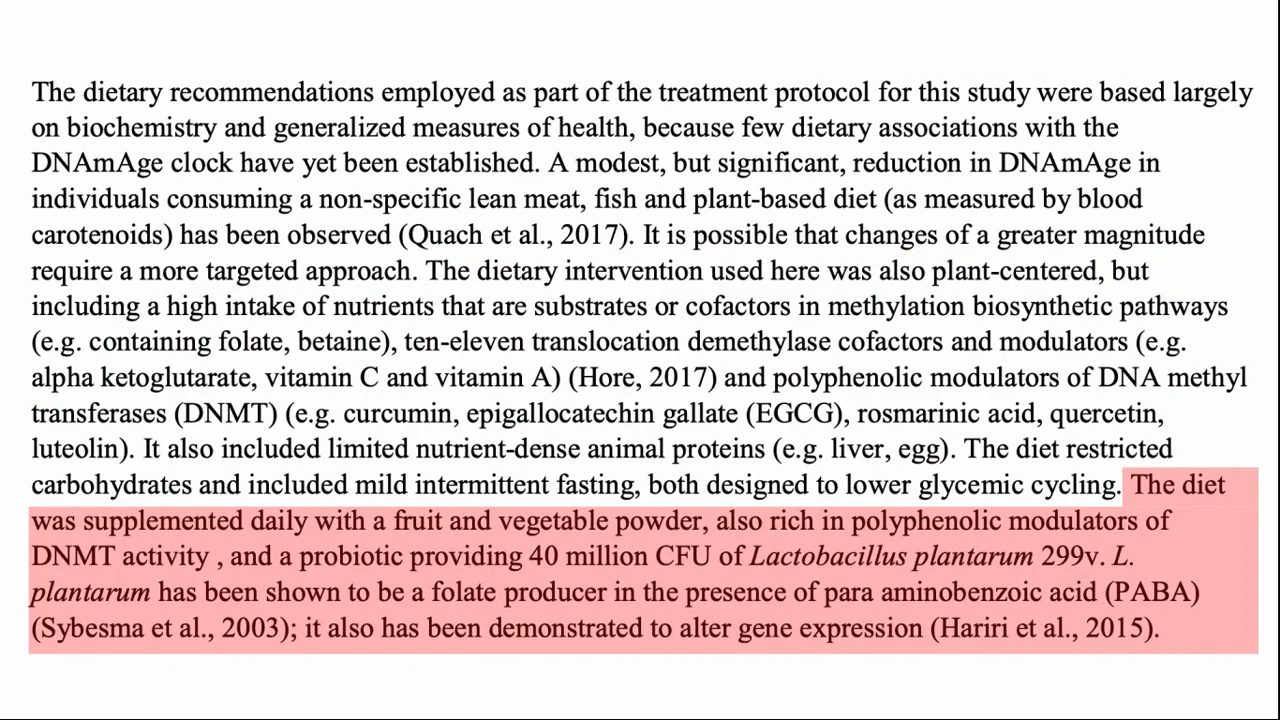 The dietary recommendations employed as part of the treatment protocol for this study were based largely
on biochemistry and generalized measures of health, because few dietary associations with the
DNAmAge clock have yet been established. A modest, but significant, reduction in DNAmAge in
individuals consuming a non-specific lean meat, fish and plant-based diet (as measured by blood
carotenoids) has been observed (Quach et al., 2017). It is possible that changes of a greater magnitude
require a more targeted approach. The dietary intervention used here was also plant-centered, but
including a high intake of nutrients that are substrates or cofactors in methylation biosynthetic pathways
(e.g. containing folate, betaine), ten-eleven translocation demethylase cofactors and modulators (e.g.
alpha ketoglutarate, vitamin C and vitamin A) (Hore, 2017) and polyphenolic modulators of DNA methyl
transferases (DNMT) (e.g. curcumin, epigallocatechin gallate (EGCG), rosmarinic acid, quercetin,
luteolin). It also included limited nutrient-dense animal proteins (e.g. liver, egg). The diet restricted
carbohydrates and included mild intermittent fasting, both designed to lower glycemic cycling. The diet
was supplemented daily with a fruit and vegetable powder, also rich in polyphenolic modulators of
DNMT activity , and a probiotic providing 40 million CFU of Lactobacillus plantarum 299v. L.
plantarum has been shown to be a folate producer in the presence of para aminobenzoic acid (PABA)
(Sybesma et al., 2003); it also has been demonstrated to alter gene expression (Hariri et al., 2015).